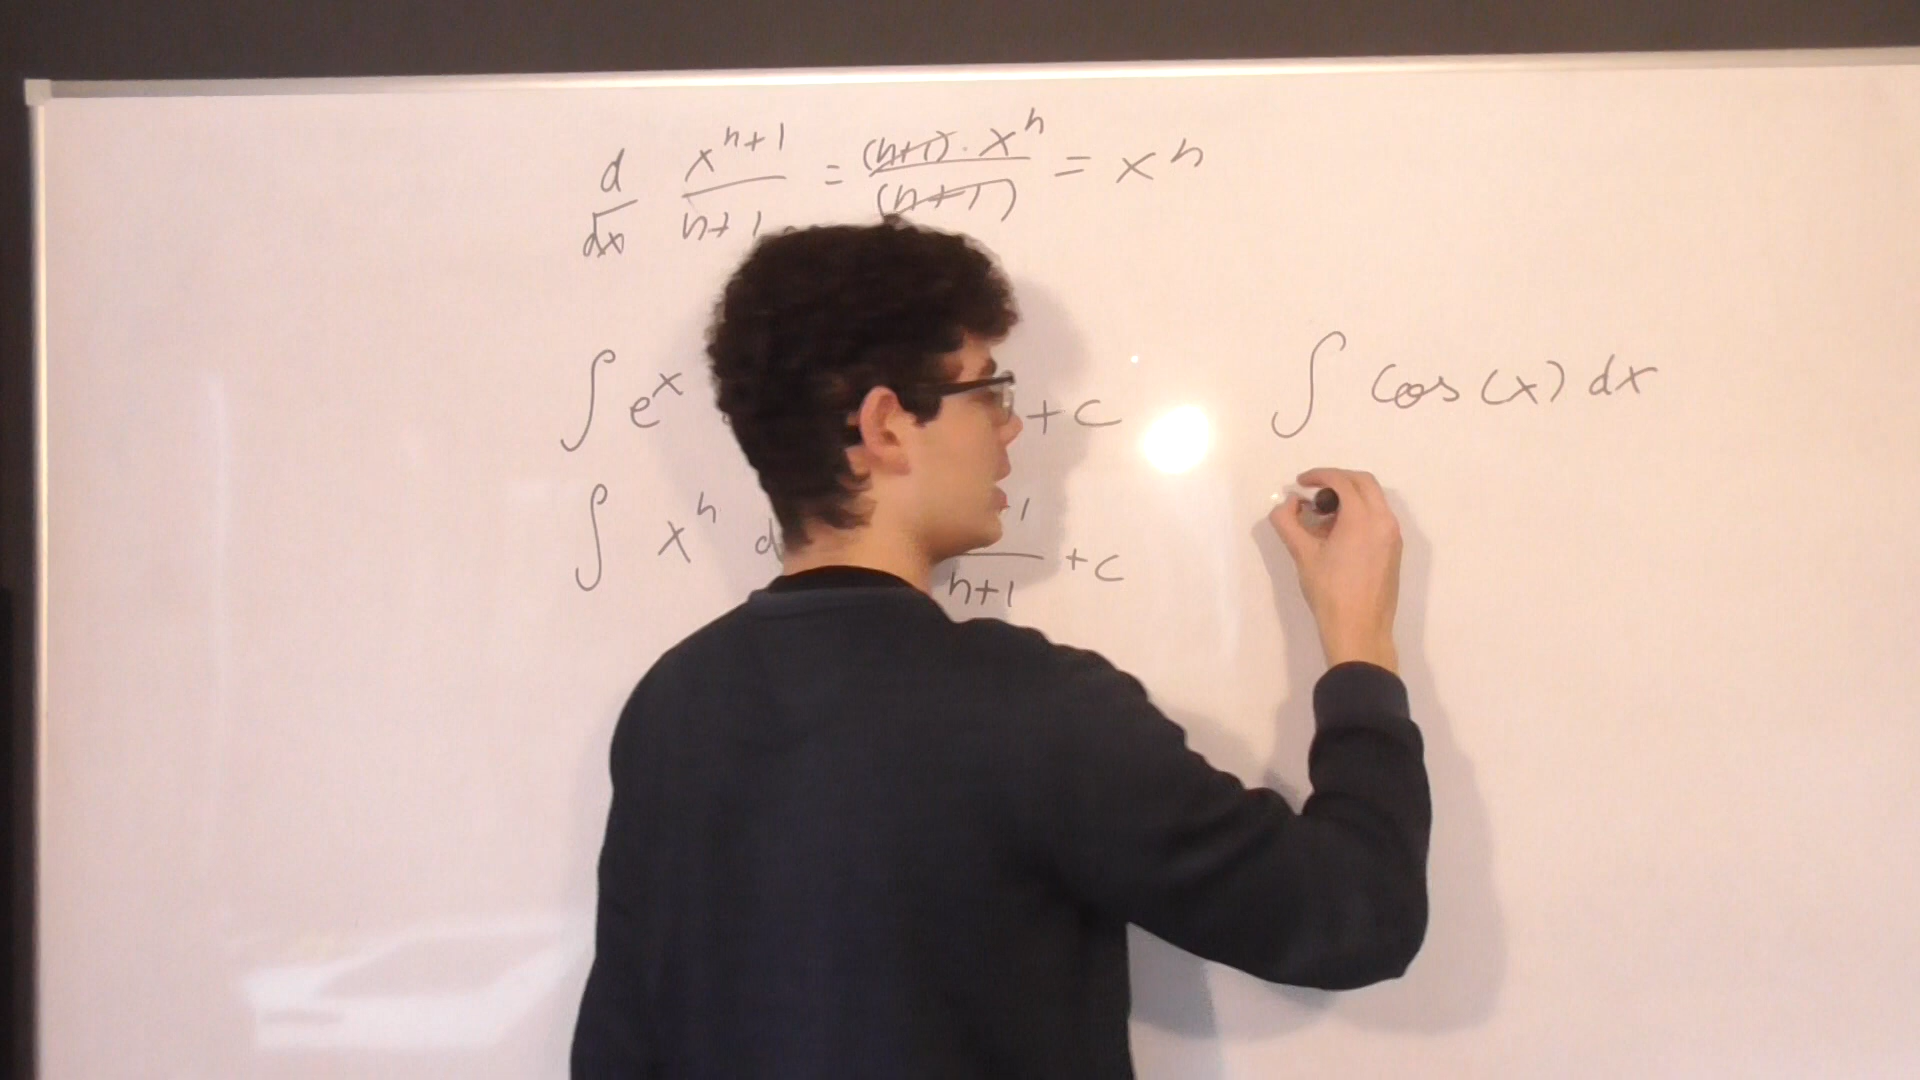 d/dx x^{n+1}/n+1 = (n+1) · x^n/(n+1) = x^n
∫ e^x +c
∫ cos(x) dx
∫ x^n d 1/n+1 +c